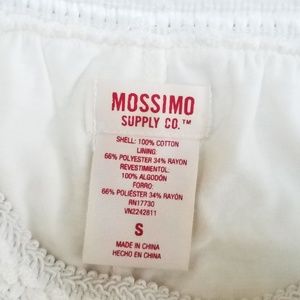 MOSSIMO
SUPPLY CO.™
SHELL: 100% COTTON
LINING:
66% POLYESTER 34% RAYON
REVESTIMIENTO:
100% ALGODÓN
FORRO:
66% POLIÉSTER 34% RAYÓN
RN17730
VN2242811
S
MADE IN CHINA
HECHO EN CHINA